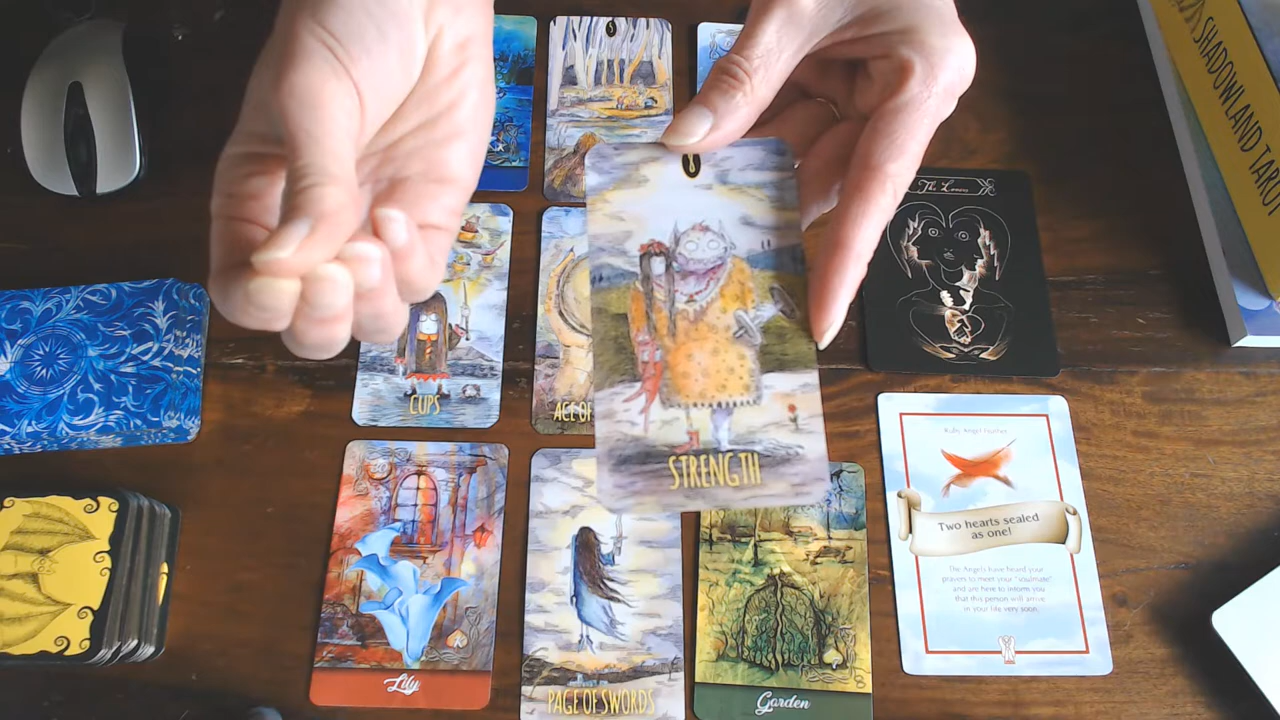 SHADOWLAND TAROT
The Lovers
STRENGTH
CUPS
ACE OF
Ruby Angel Feather
Two hearts sealed
as one!
The Angels have heard your
prayers to meet your "soulmate"
and are here to inform you
that this person will arrive
in your life very soon.
Lily
PAGE OF SWORDS
Garden